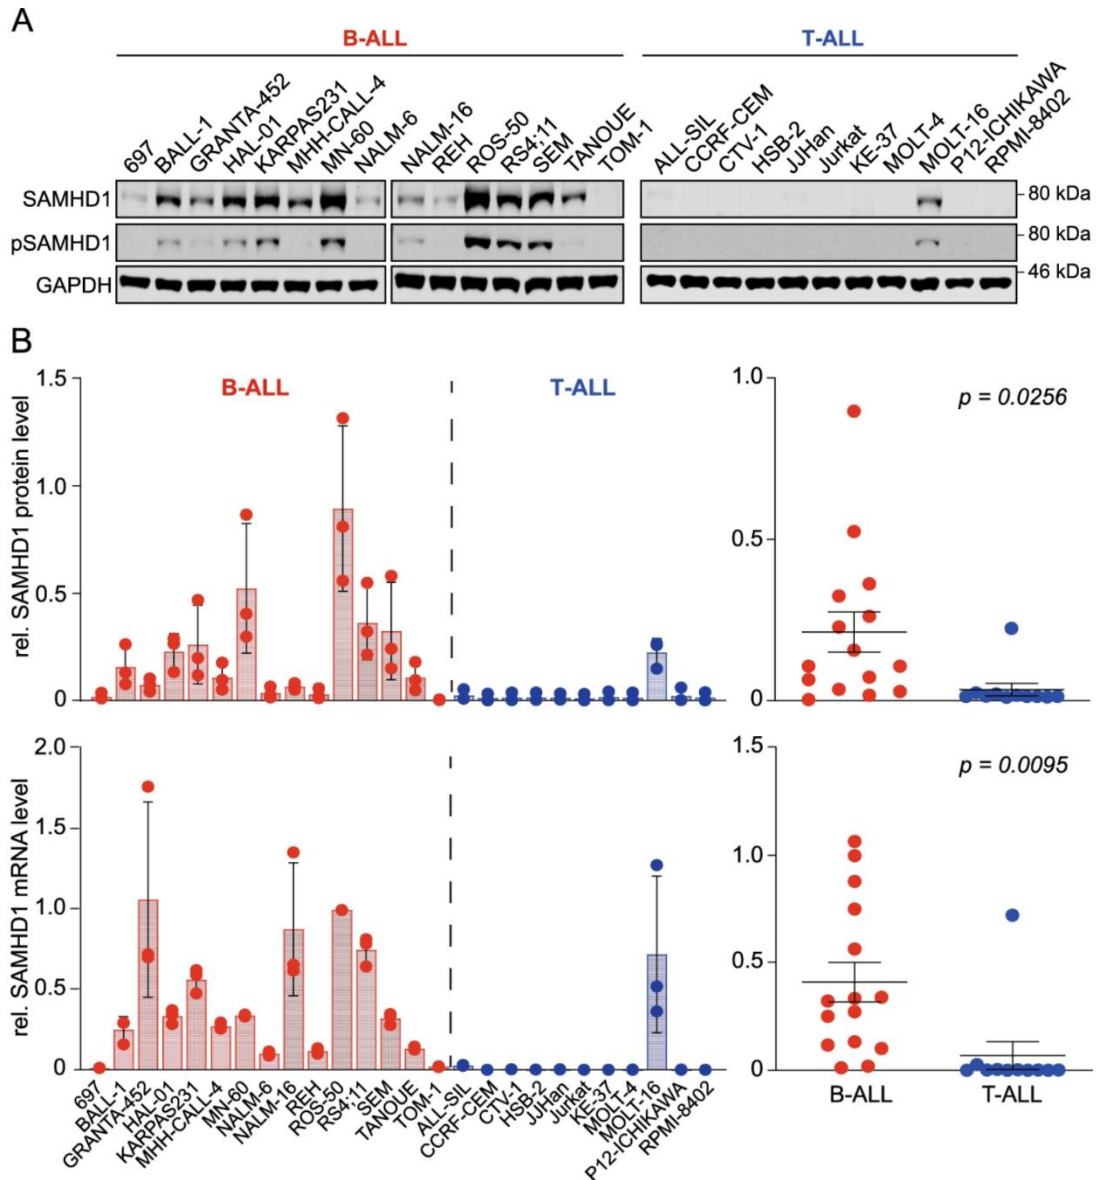 A
B-ALL T-ALL
697 BALL-1 GRANTA-452 HAL-01 KARPAS231 MHH-CALL-4 MN-60 NALM-6 NALM-16 REH ROS-50 RS4;11 SEM TANOUE TOM-1 ALL-SIL CCRF-CEM CTV-1 HSB-2 JJHan Jurkat KE-37 MOLT-4 MOLT-16 P12-ICHIKAWA RPMI-8402
SAMHD1 80 kDa
pSAMHD1 80 kDa
GAPDH 46 kDa
B
B-ALL T-ALL
rel. SAMHD1 protein level
1.5
1.0
0.5
0
1.0
0.5
0
p = 0.0256
rel. SAMHD1 mRNA level
2.0
1.5
1.0
0.5
0
697 BALL-1 GRANTA-452 HAL-01 KARPAS231 MHH-CALL-4 MN-60 NALM-6 NALM-16 REH ROS-50 RS4;11 SEM TANOUE TOM-1 ALL-SIL CCRF-CEM CTV-1 HSB-2 JJHan Jurkat KE-37 MOLT-4 MOLT-16 P12-ICHIKAWA RPMI-8402
1.5
1.0
0.5
0
p = 0.0095
B-ALL T-ALL